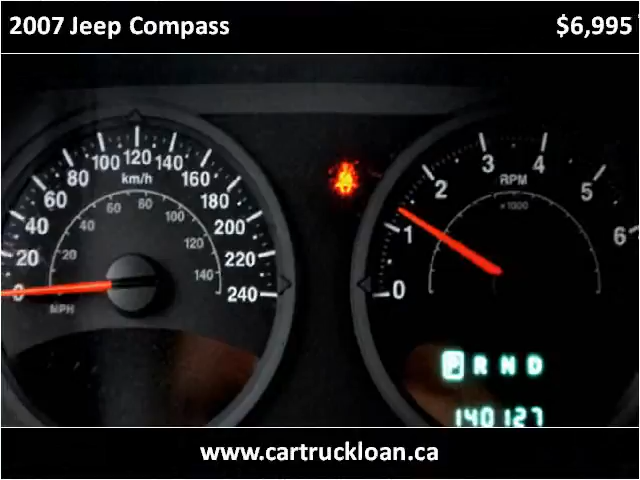 2007 Jeep Compass $6,995
100 120 140
80 km/h 160
60 180
40 200
20 220
0 240
MPH
20 40 60 80 100 120 140
0 1 2 3 4 5 6
RPM
x1000
P R N D
140127
www.cartruckloan.ca